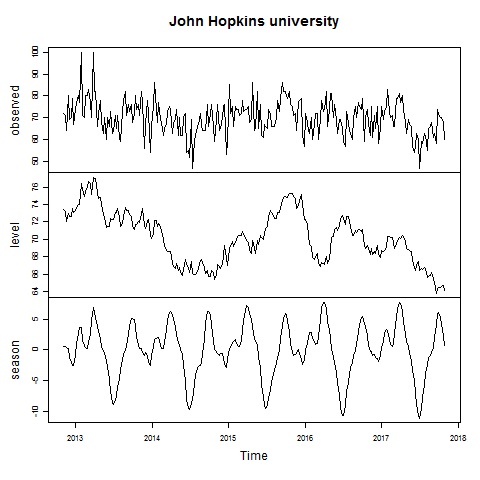 John Hopkins university
observed
50 60 70 80 90 100
level
64 66 68 70 72 74 76
season
-10 -5 0 5
2013 2014 2015 2016 2017 2018
Time